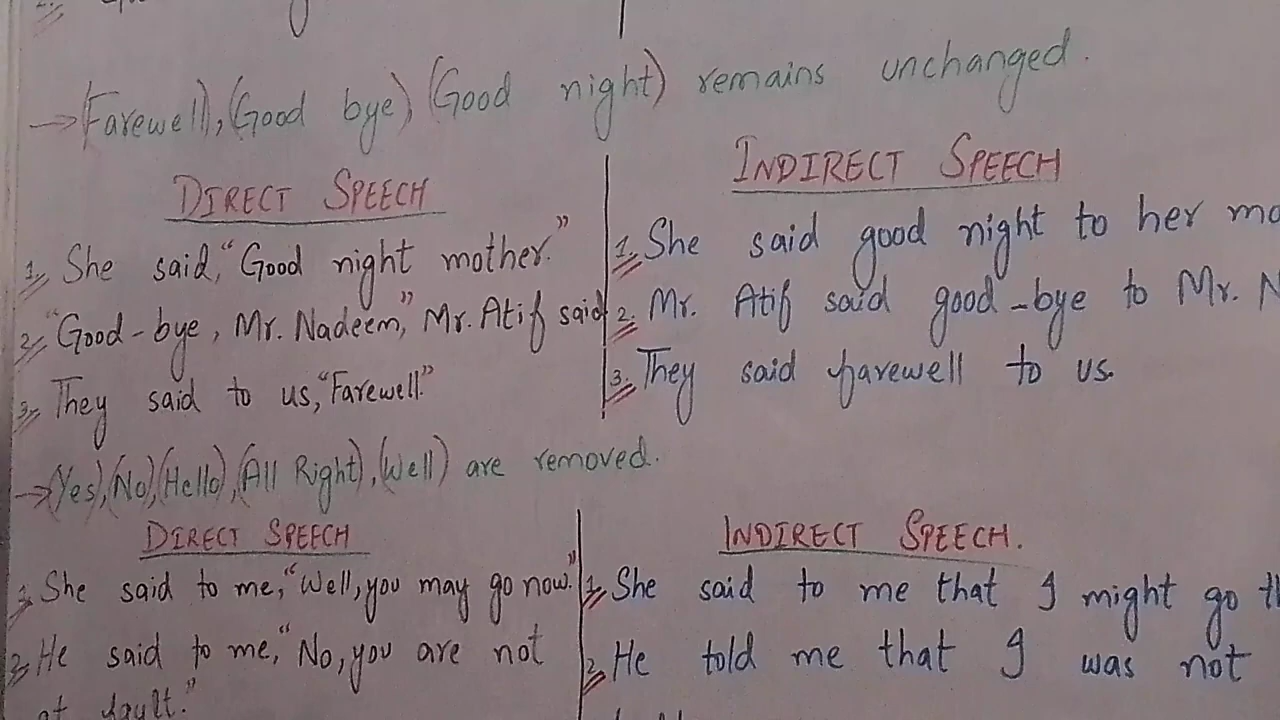 →(Farewell),(Good bye)(Good night) remains unchanged.
DIRECT SPEECH
1. She said, "Good night mother."
2. "Good-bye, Mr. Nadeem," Mr. Atif said
3. They said to us, "Farewell."
INDIRECT SPEECH
1. She said good night to her
2. Mr. Atif said good-bye to Mr.
3. They said farewell to us.
→(Yes),(No),(Hello),(All Right),(Well) are removed.
DIRECT SPEECH
1. She said to me, "Well, you may go now."
2. He said to me, "No, you are not
at fault."
INDIRECT SPEECH.
1. She said to me that I might go
2. He told me that I was not